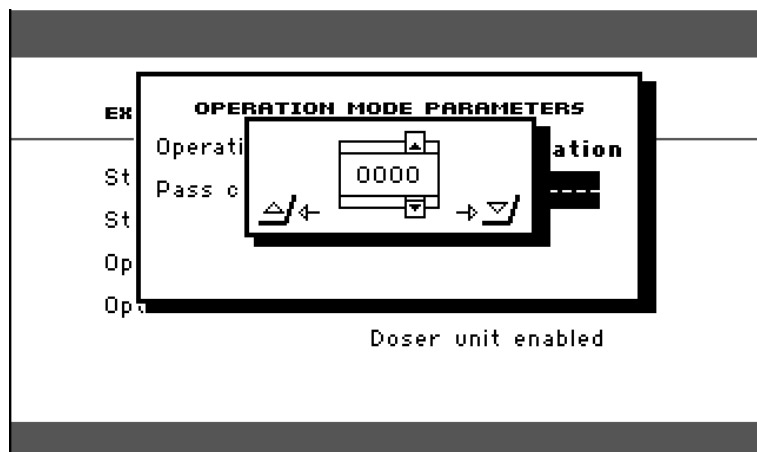 EX
OPERATION MODE PARAMETERS
Operati
ation
St
Pass c
0000
----
St
Op
Op
Doser unit enabled